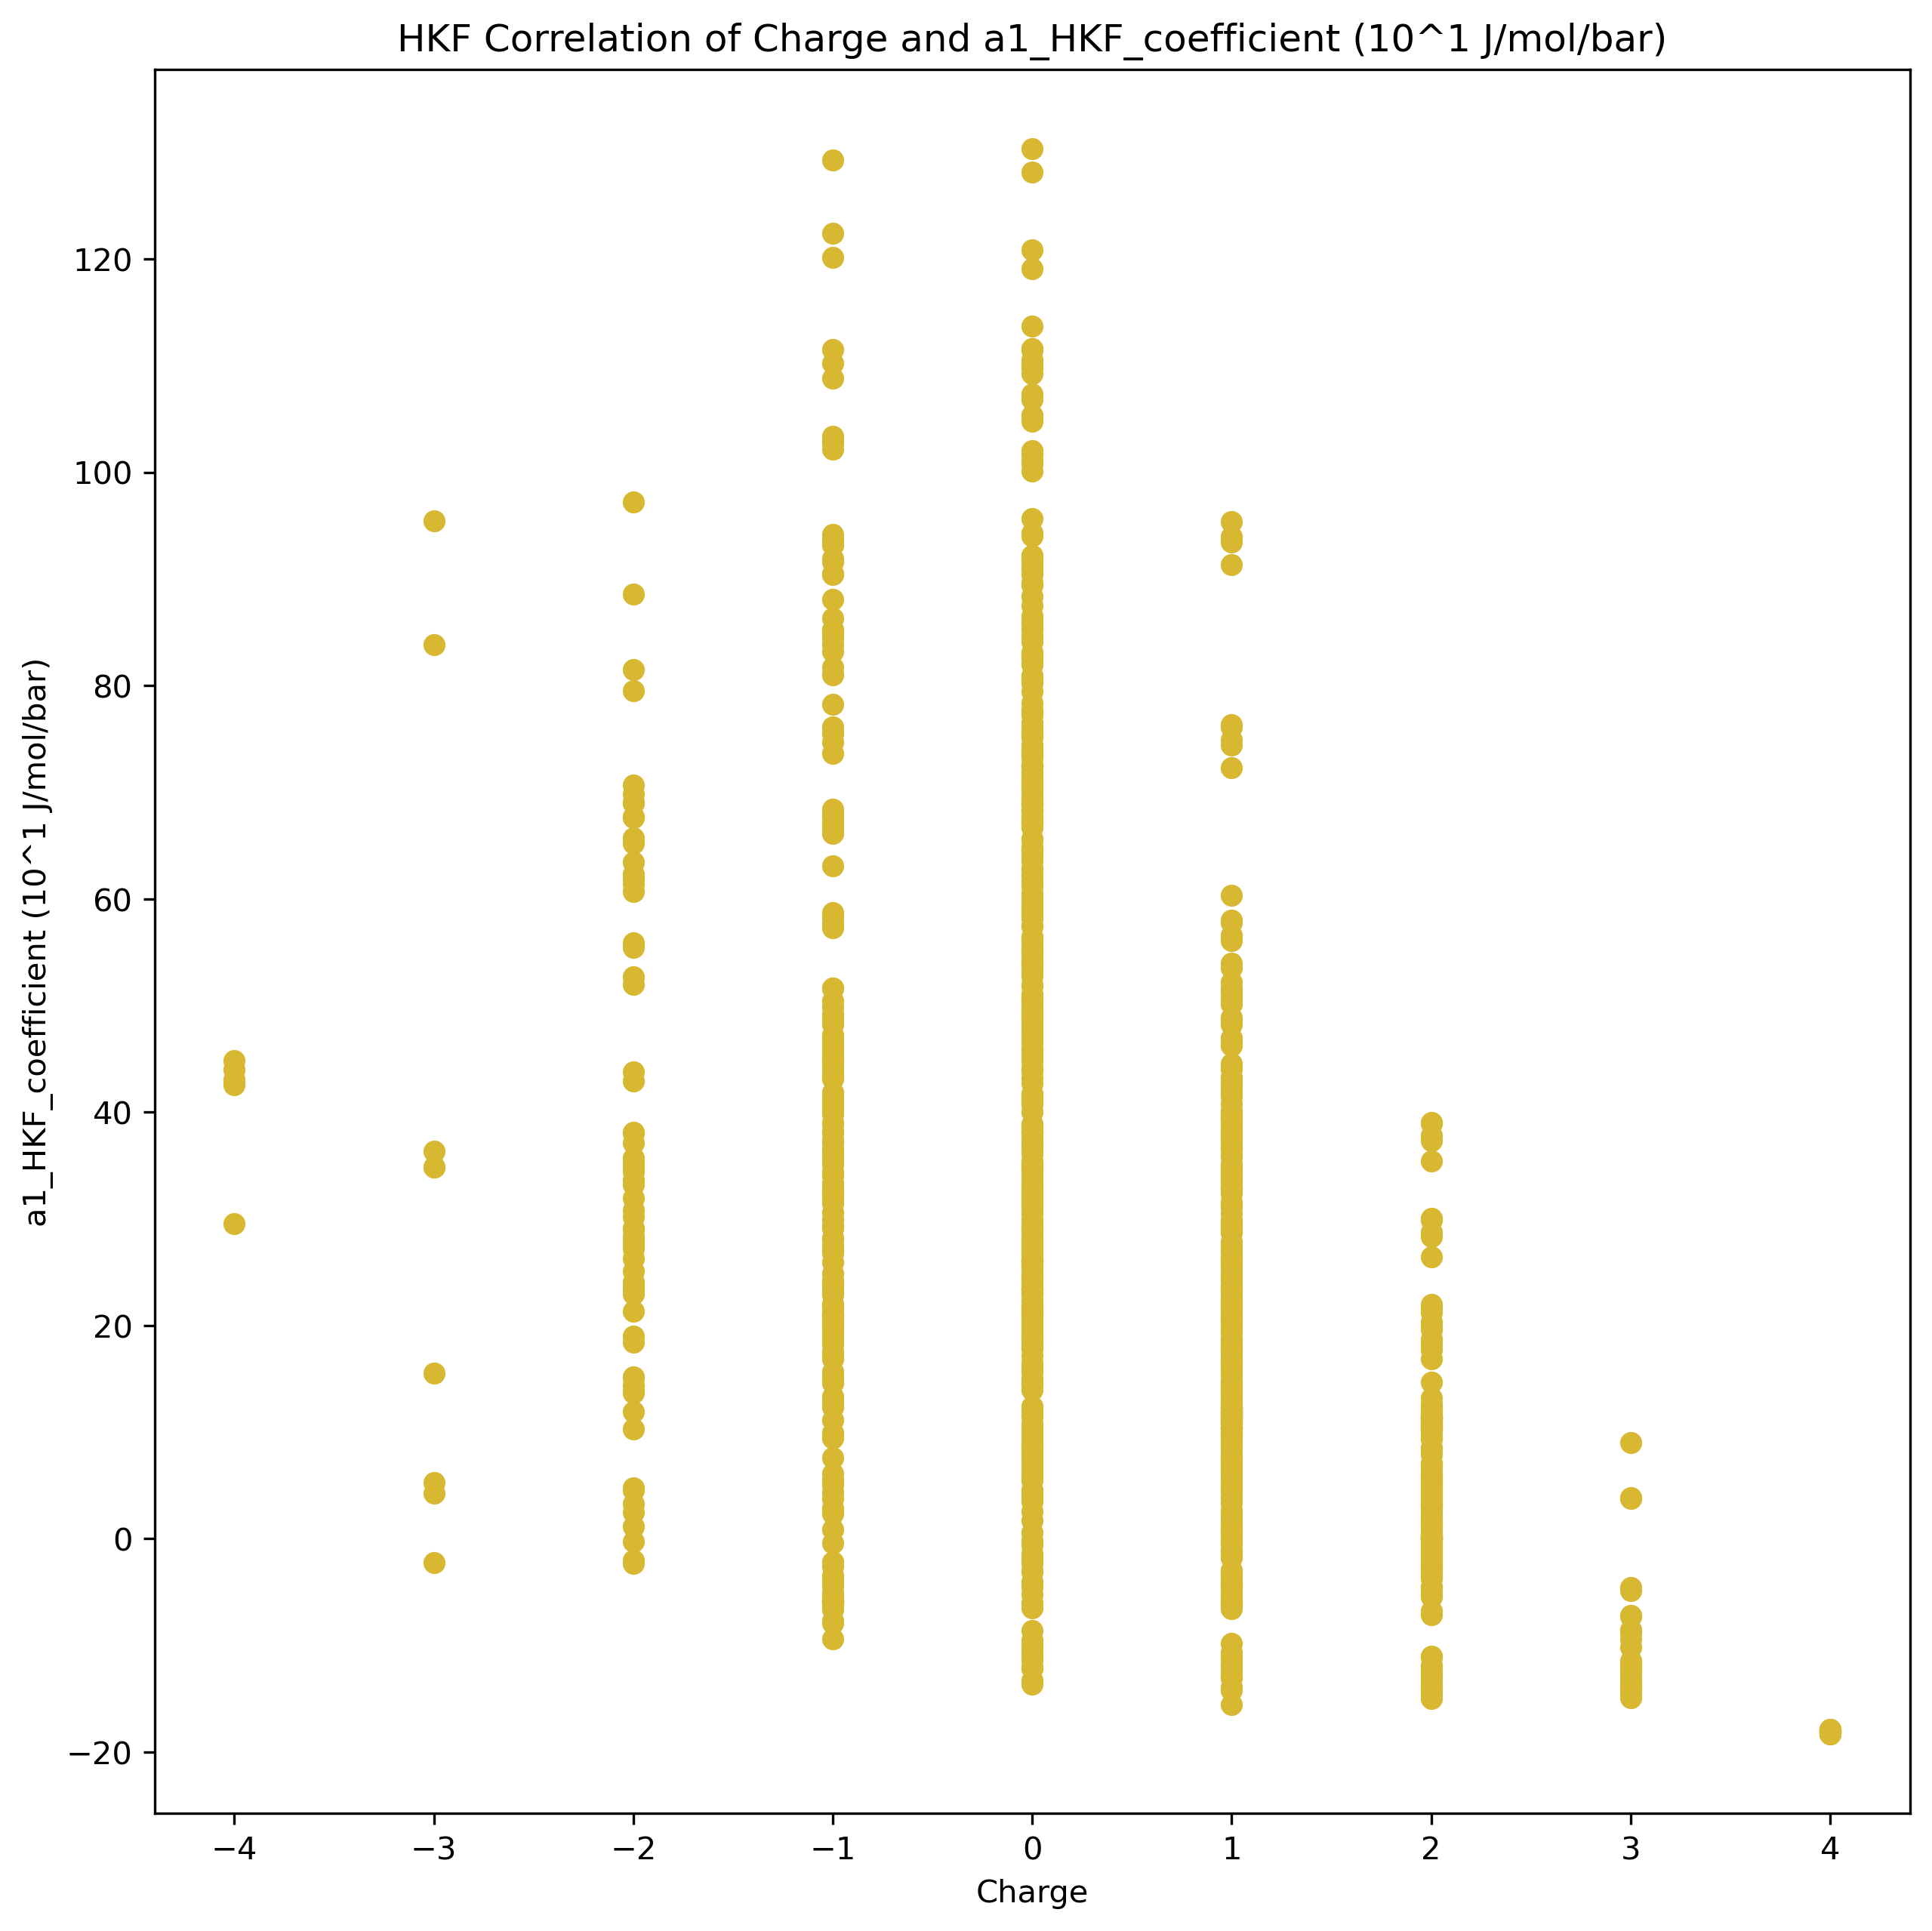 HKF Correlation of Charge and a1_HKF_coefficient (10^1 J/mol/bar)
a1_HKF_coefficient (10^1 J/mol/bar)
120
100
80
60
40
20
0
−20
−4 −3 −2 −1 0 1 2 3 4
Charge